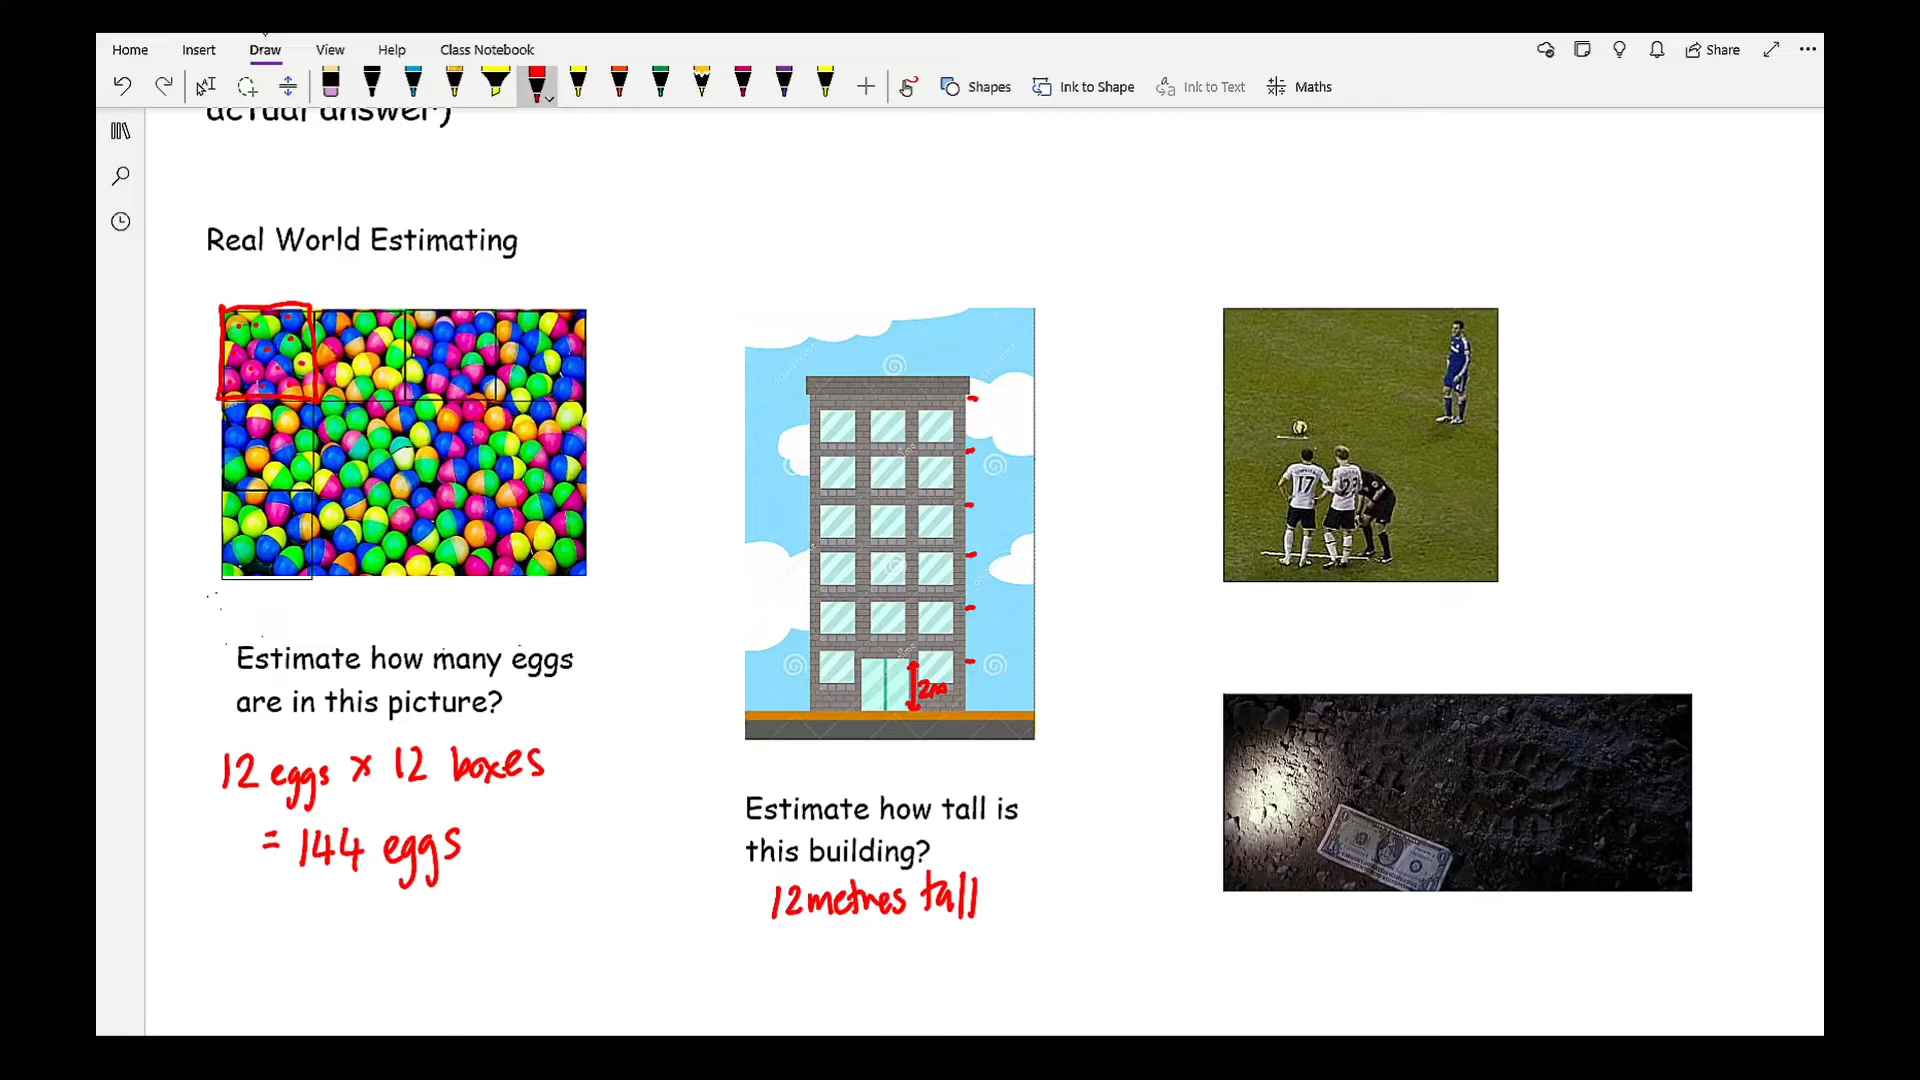 Home Insert Draw View Help Class Notebook
Share
Shapes Ink to Shape Ink to Text Maths
actual answer)
Real World Estimating
17
23
2m
Estimate how many eggs
are in this picture?
12 eggs x 12 boxes
= 144 eggs
Estimate how tall is
this building?
12metres tall